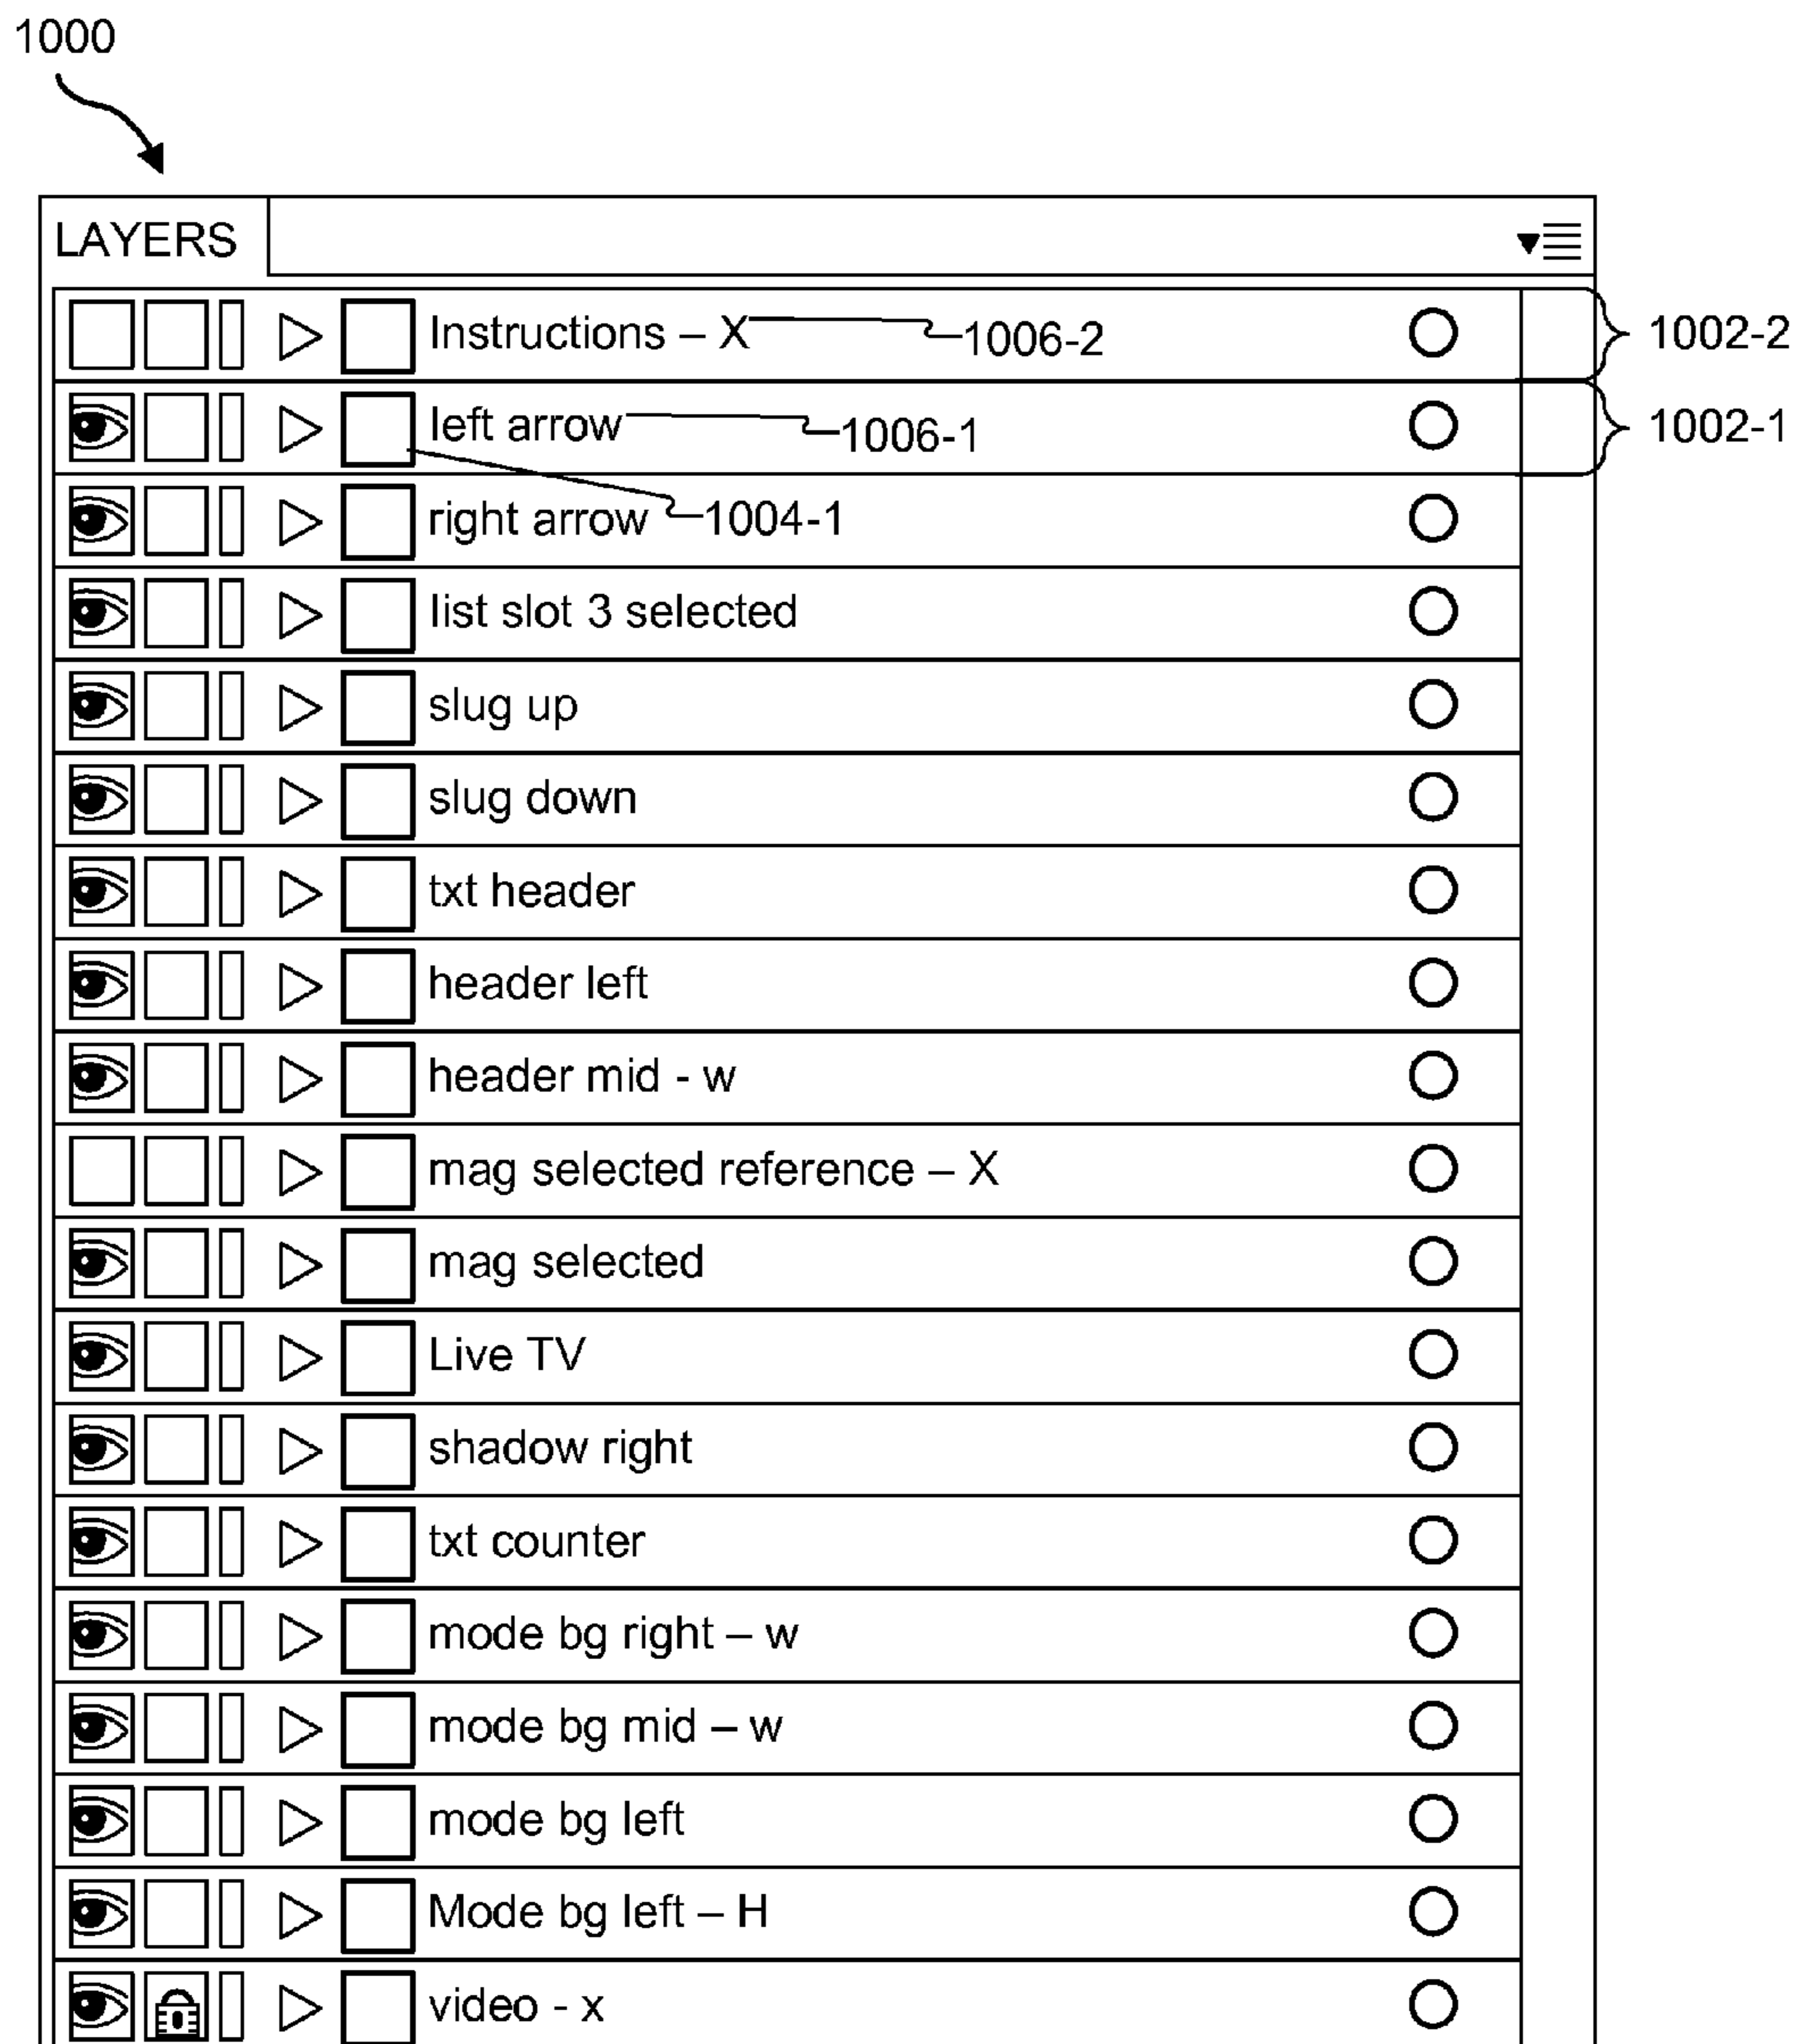 1000
LAYERS
Instructions – X 1006-2 1002-2
left arrow 1006-1 1002-1
right arrow 1004-1
list slot 3 selected
slug up
slug down
txt header
header left
header mid - w
mag selected reference – X
mag selected
Live TV
shadow right
txt counter
mode bg right – w
mode bg mid – w
mode bg left
Mode bg left – H
video - x